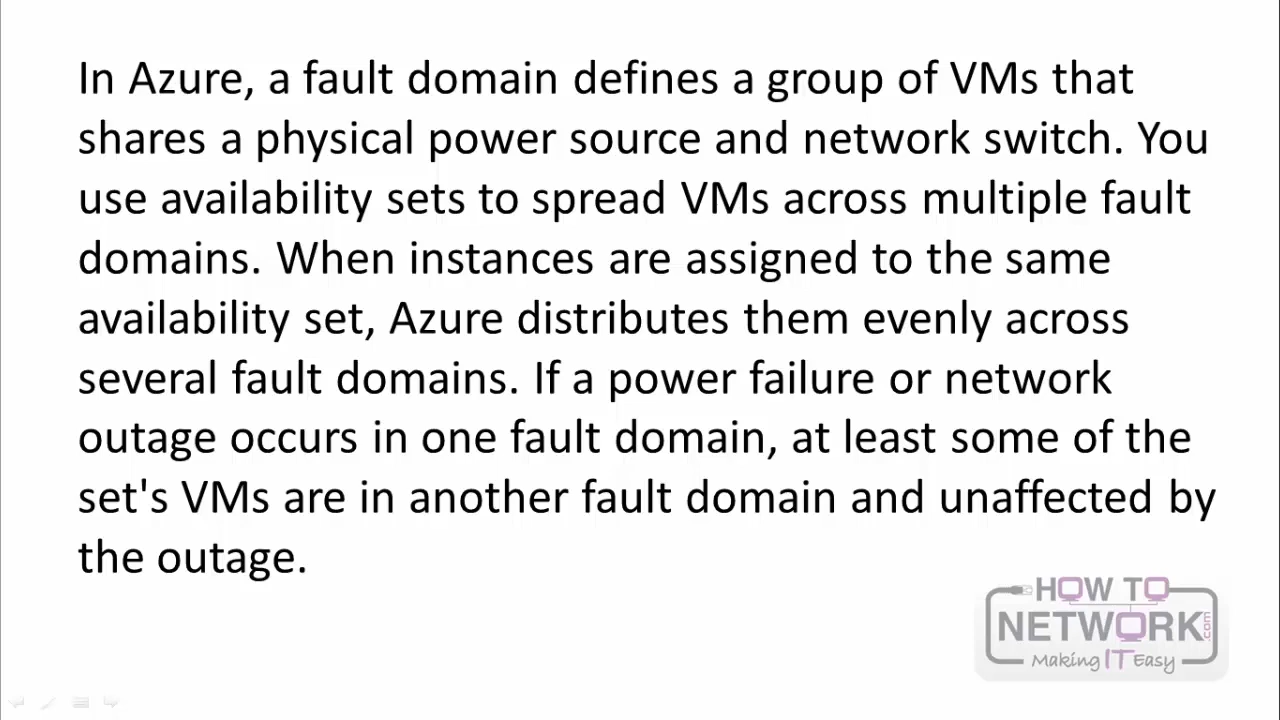 In Azure, a fault domain defines a group of VMs that
shares a physical power source and network switch. You
use availability sets to spread VMs across multiple fault
domains. When instances are assigned to the same
availability set, Azure distributes them evenly across
several fault domains. If a power failure or network
outage occurs in one fault domain, at least some of the
set's VMs are in another fault domain and unaffected by
the outage.
HOW TO
NETWORK.com
Making IT Easy